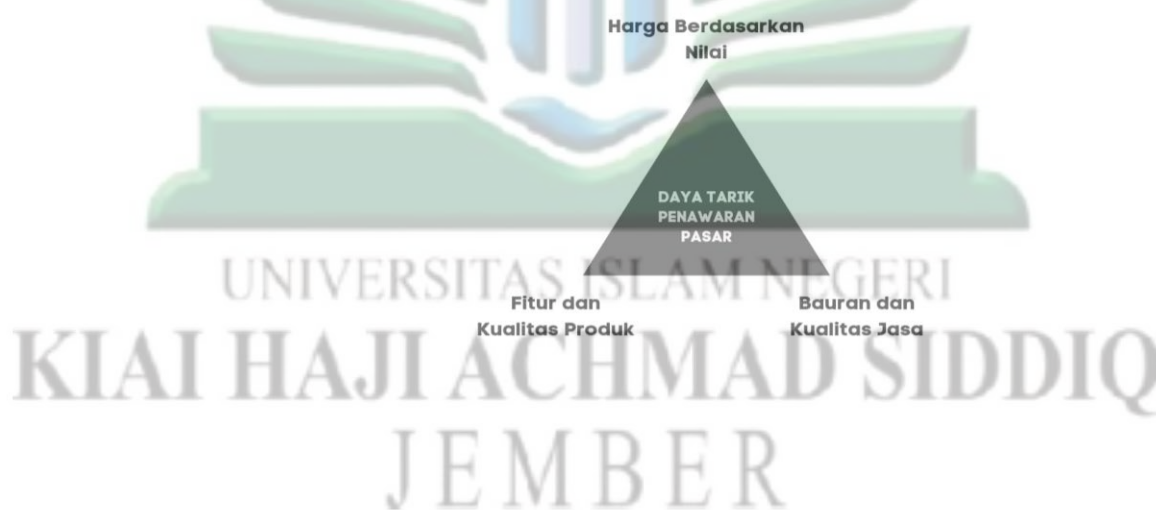 Harga Berdasarkan
Nilai
DAYA TARIK
PENAWARAN
PASAR
Fitur dan
Kualitas Produk
Bauran dan
Kualitas Jasa
UNIVERSITAS ISLAM NEGERI
KIAI HAJI ACHMAD SIDDIQ
JEMBER